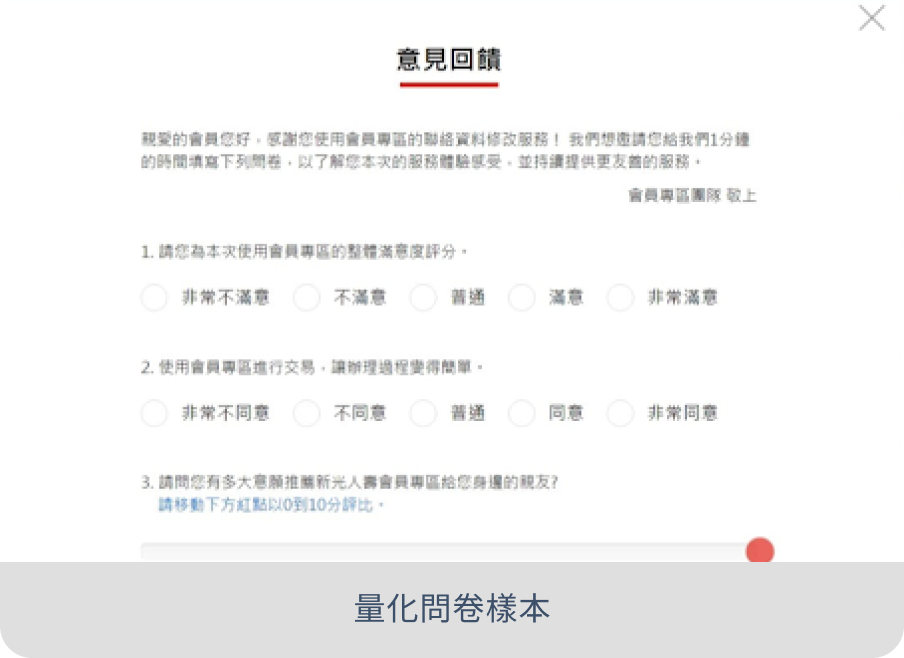 意見回饋
親愛的會員您好，感謝您使用會員專區的聯絡資料修改服務！ 我們想邀請您給我們1分鐘
的時間填寫下列問卷，以了解您本次的服務體驗感受，並持續提供更友善的服務。
會員專區團隊 敬上
1. 請您為本次使用會員專區的整體滿意度評分。
非常不滿意 不滿意 普通 滿意 非常滿意
2. 使用會員專區進行交易，讓辦理過程變得簡單。
非常不同意 不同意 普通 同意 非常同意
3. 請問您有多大意願推薦新光人壽會員專區給您身邊的親友?
請移動下方紅點以0到10分評比。
量化問卷樣本